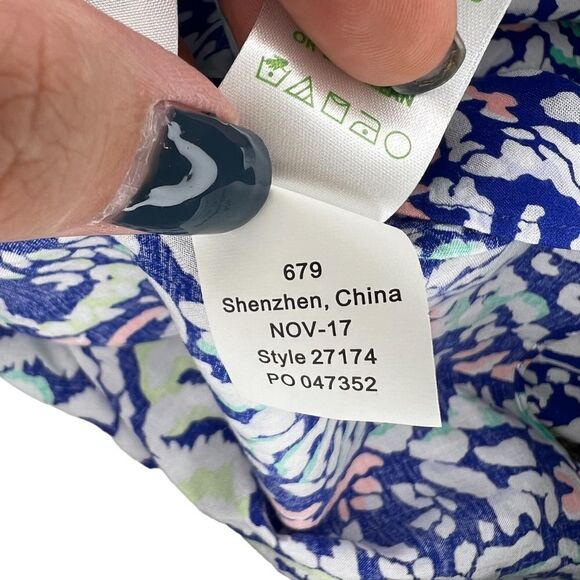 679
Shenzhen, China
NOV-17
Style 27174
PO 047352